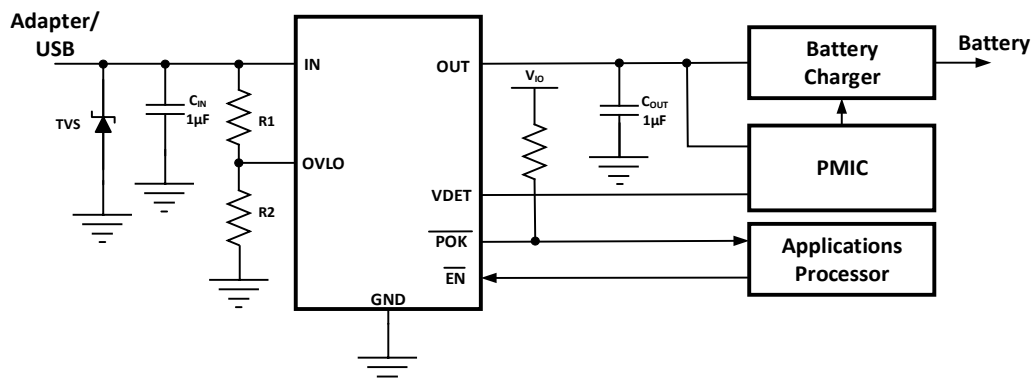 Adapter/
USB
TVS
CIN
1μF
R1
R2
IN
OVLO
GND
OUT
VDET
POK
EN
VIO
COUT
1μF
Battery
Charger
Battery
PMIC
Applications
Processor